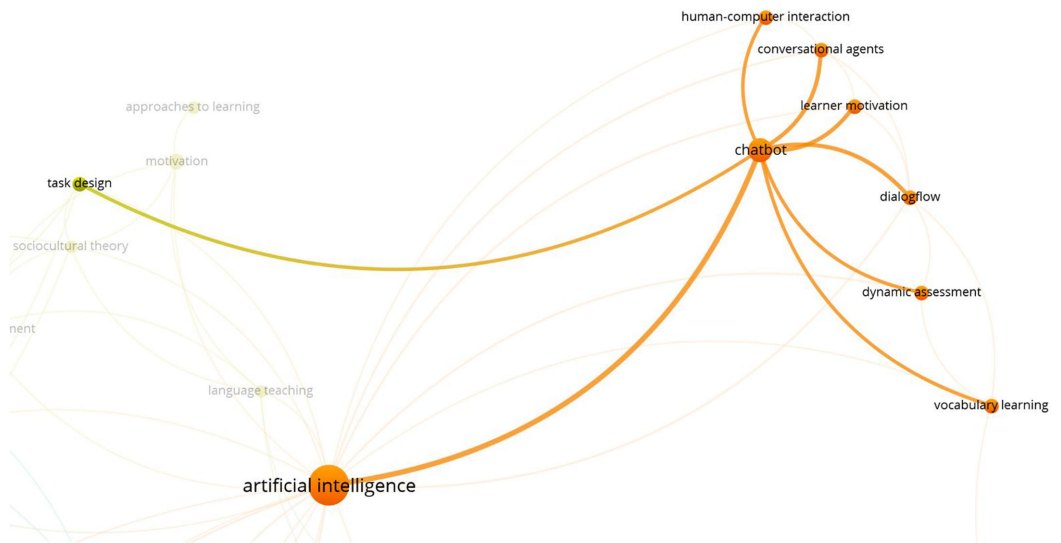 human-computer interaction
conversational agents
approaches to learning
learner motivation
chatbot
motivation
task design
dialogflow
sociocultural theory
dynamic assessment
ment
language teaching
vocabulary learning
artificial intelligence